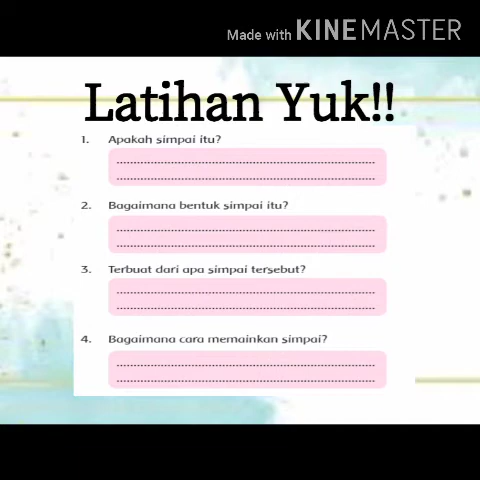 Made with KINEMASTER
Latihan Yuk!!
1. Apakah simpai itu?
2. Bagaimana bentuk simpai itu?
3. Terbuat dari apa simpai tersebut?
4. Bagaimana cara memainkan simpai?